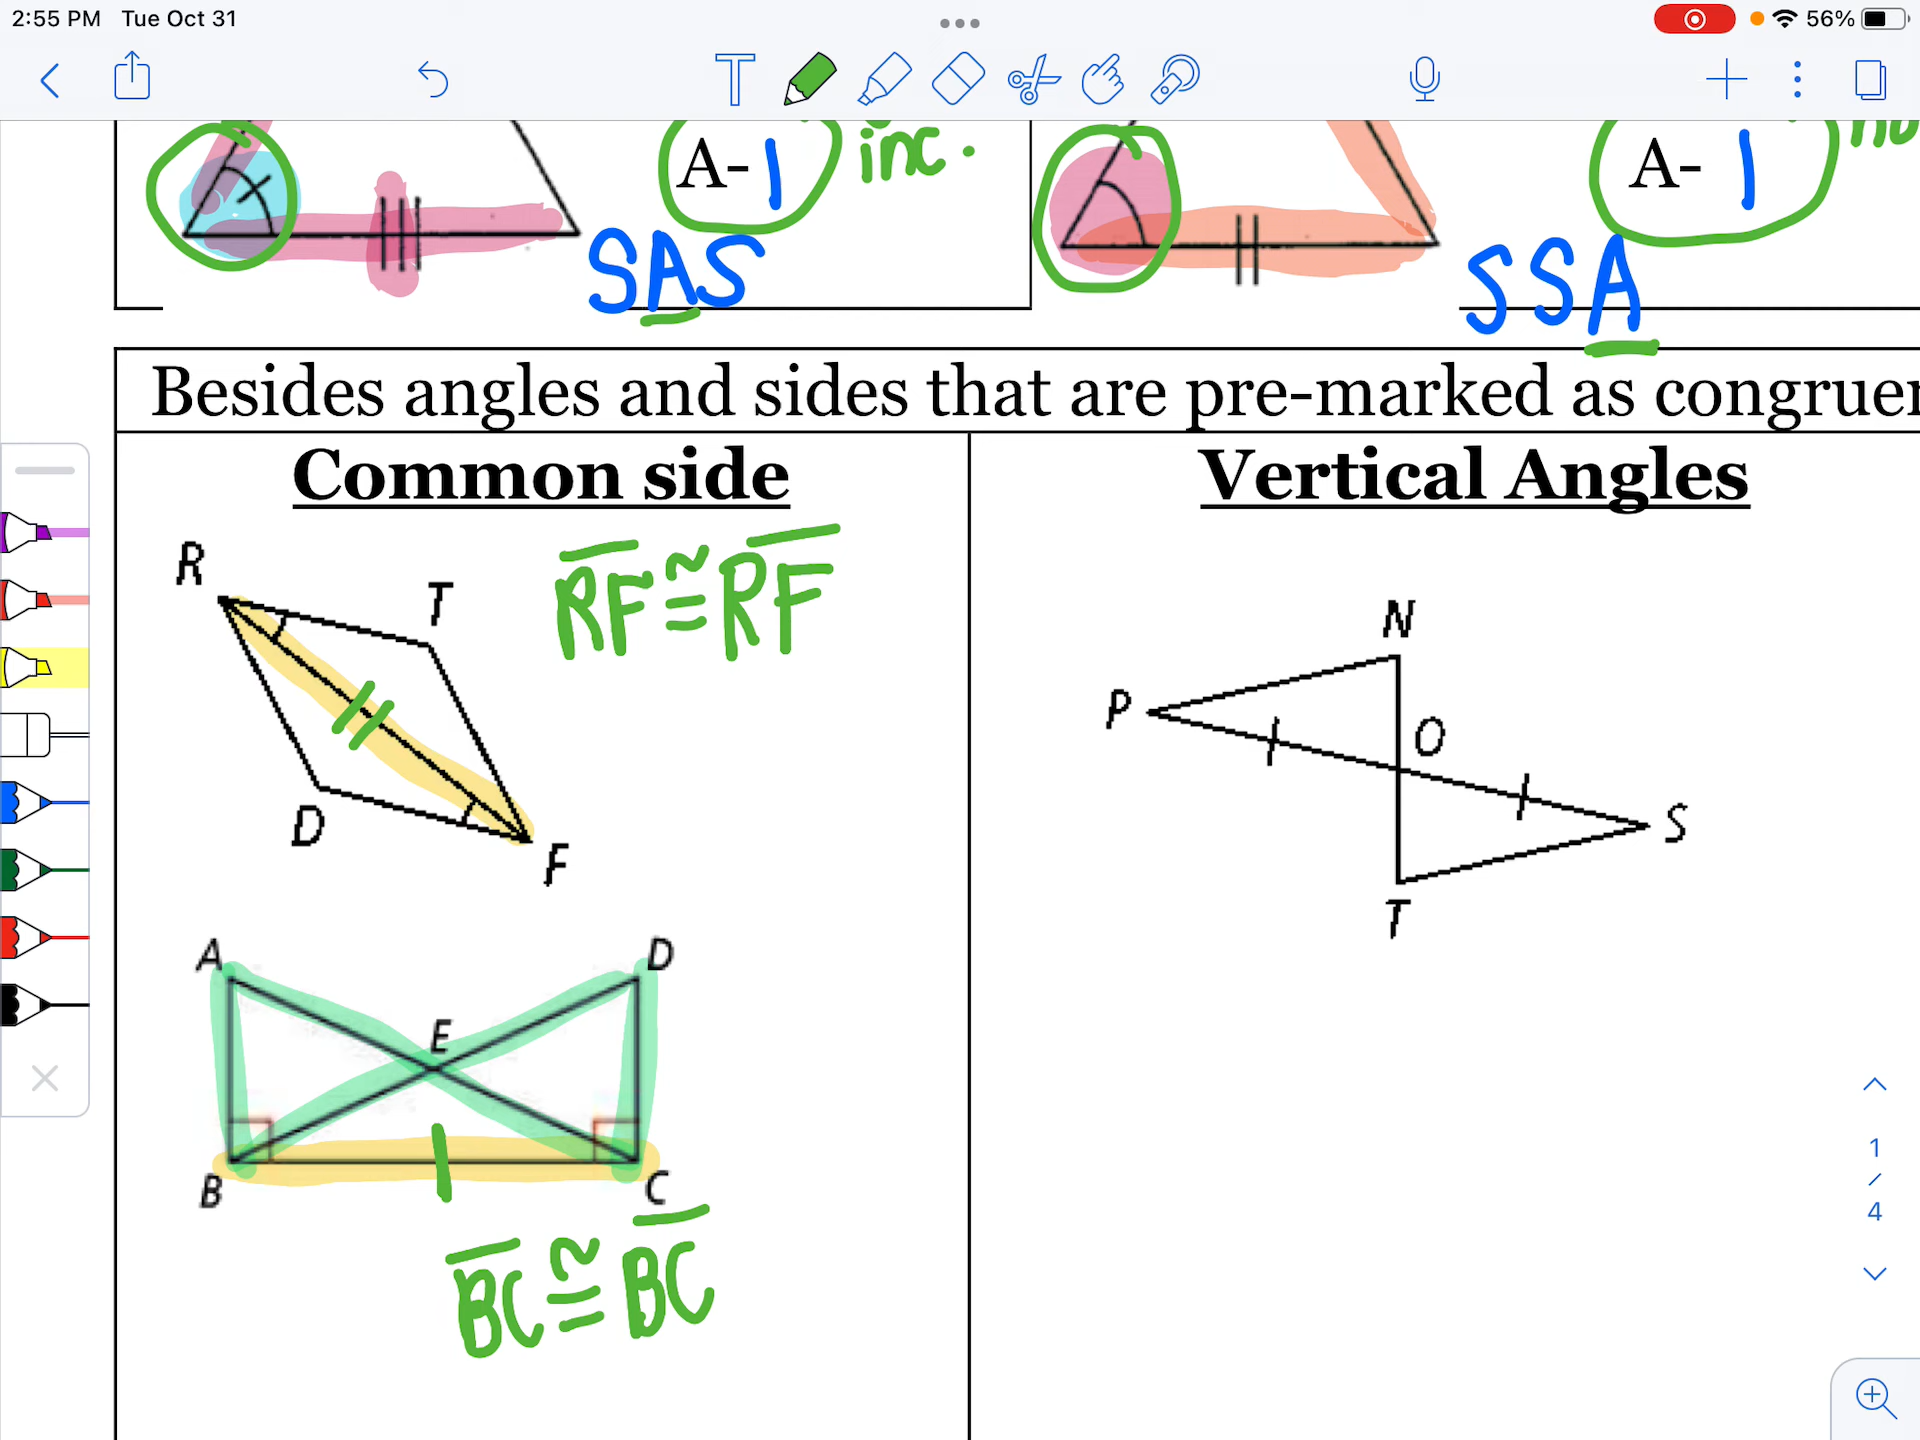 2:55 PM Tue Oct 31
56%
T
A-1
inc.
A- 1
SAS
SSA
Besides angles and sides that are pre-marked as
Common side
Vertical Angles
R
T
RF ≅ RF
D
F
N
P
O
S
T
A
D
E
B
C
BC ≅ BC
1
/
4